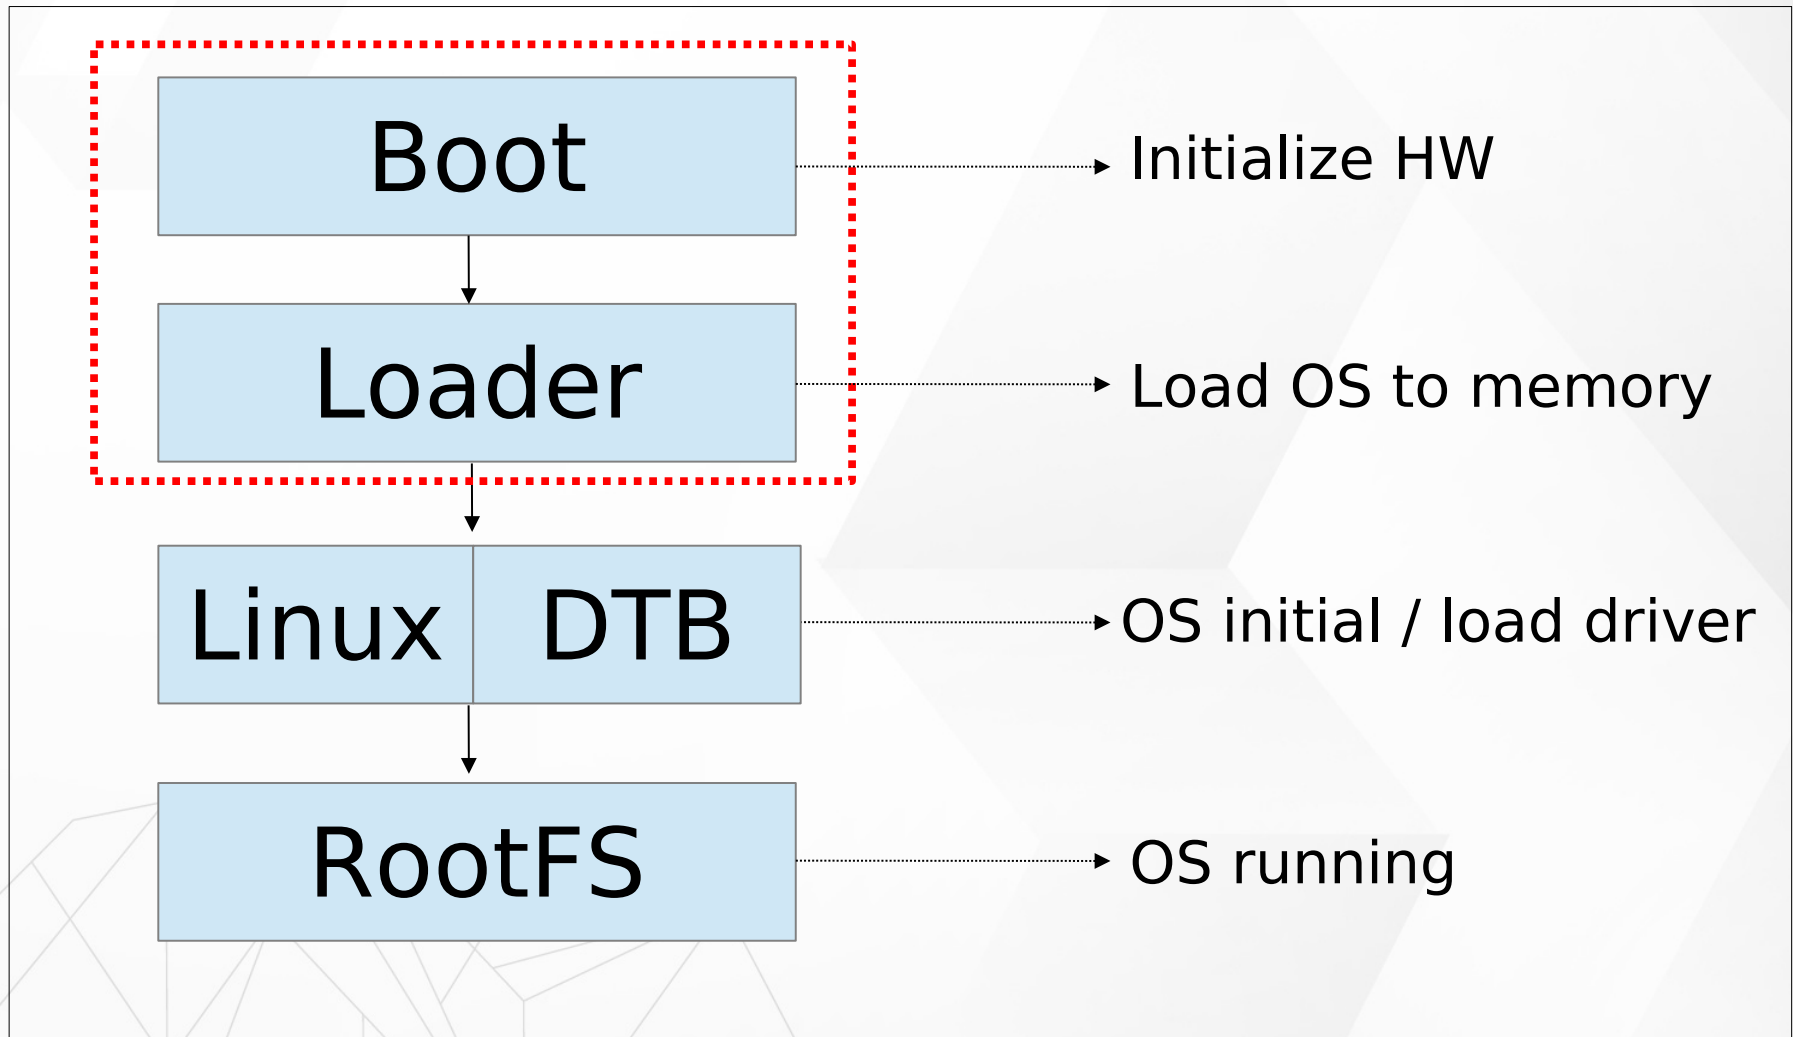 Boot
Initialize HW
Loader
Load OS to memory
Linux
DTB
OS initial / load driver
RootFS
OS running